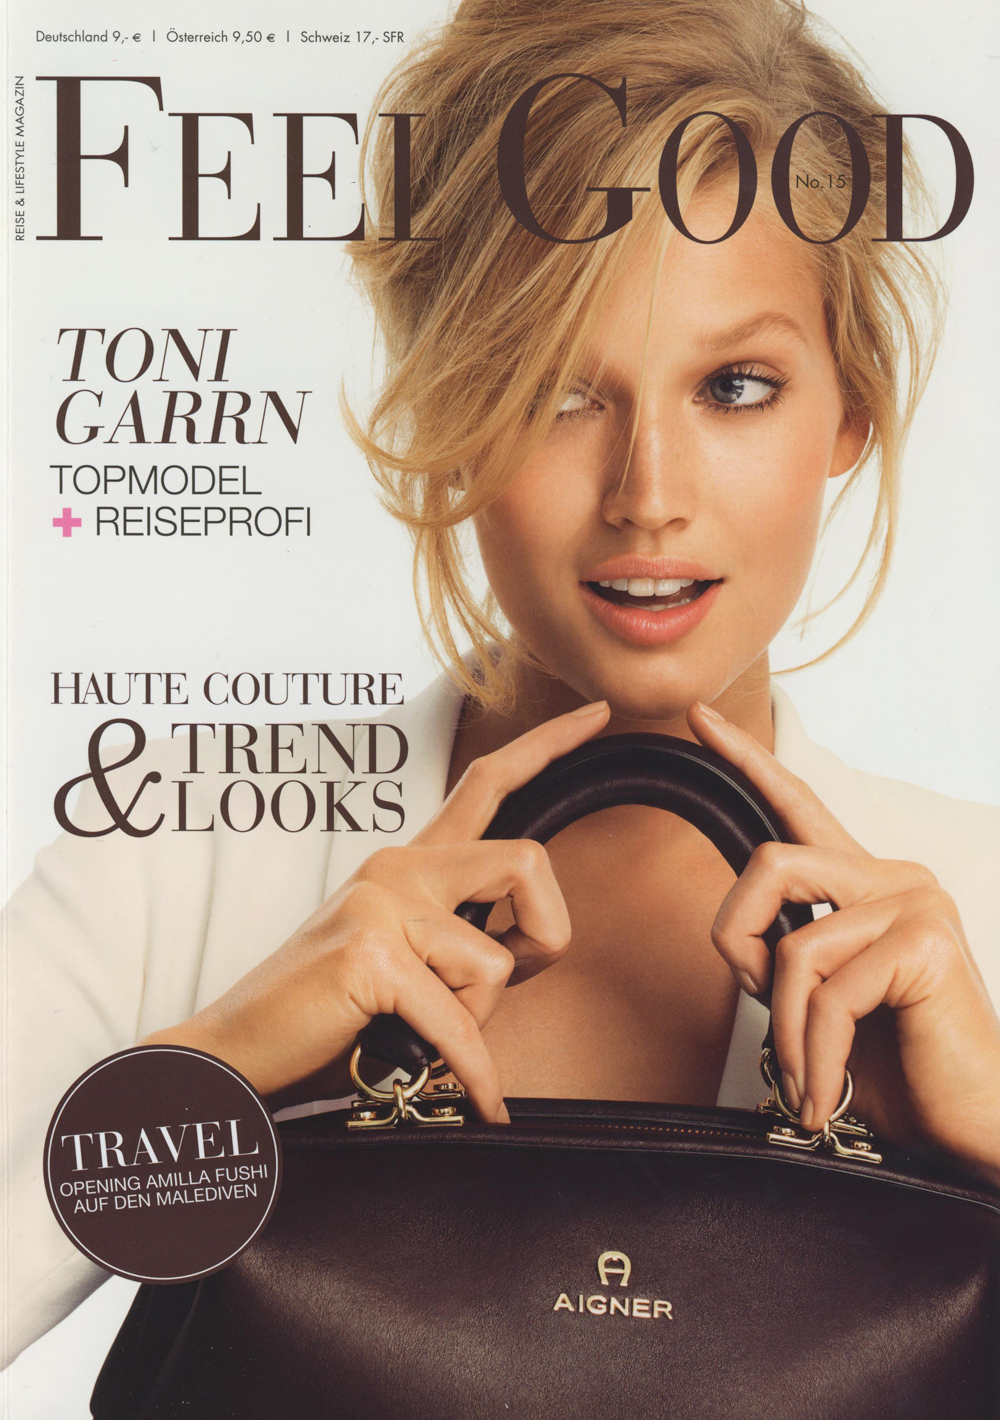 Deutschland 9,- € | Österreich 9,50 € | Schweiz 17,- SFR
REISE & LIFESTYLE MAGAZIN
FEEL GOOD
No.15
TONI
GARRN
TOPMODEL
+ REISEPROFI
HAUTE COUTURE
& TREND
LOOKS
TRAVEL
OPENING AMILLA FUSHI
AUF DEN MALEDIVEN
AIGNER